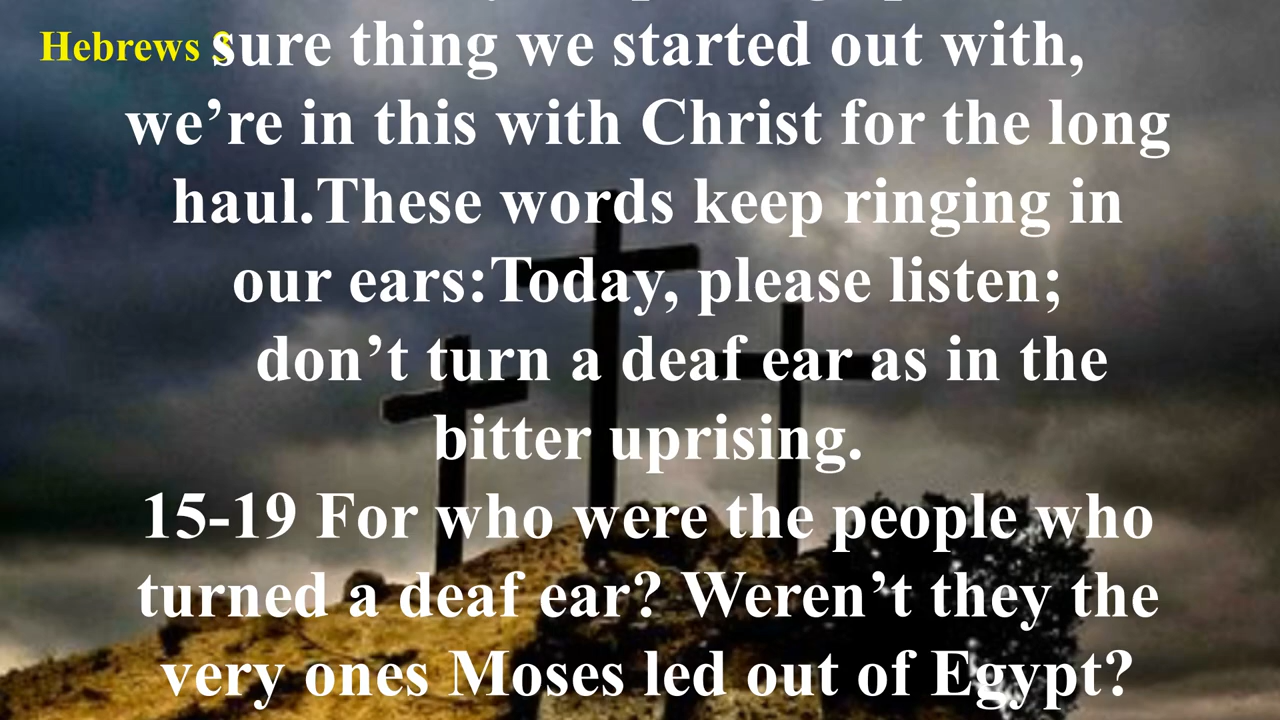 Hebrews
sure thing we started out with,
we’re in this with Christ for the long
haul.These words keep ringing in
our ears:Today, please listen;
don’t turn a deaf ear as in the
bitter uprising.
15-19 For who were the people who
turned a deaf ear? Weren’t they the
very ones Moses led out of Egypt?